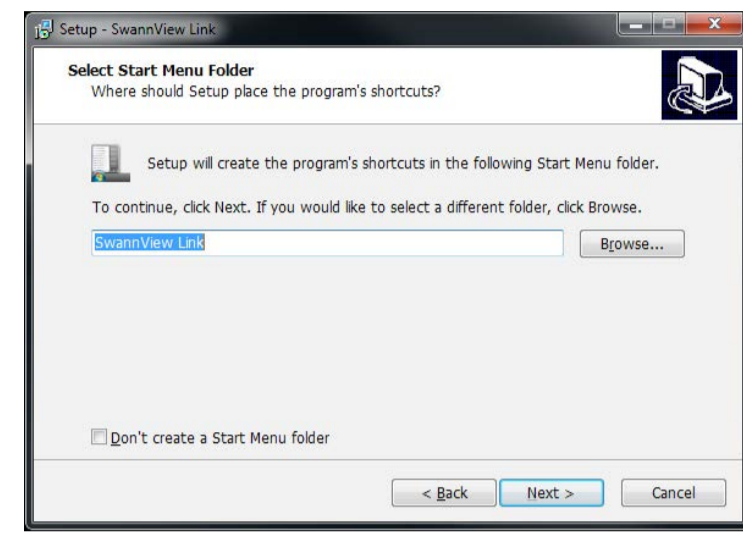 Setup - SwannView Link
Select Start Menu Folder
Where should Setup place the program's shortcuts?
Setup will create the program's shortcuts in the following Start Menu folder.
To continue, click Next. If you would like to select a different folder, click Browse.
SwannView Link
Browse...
Don't create a Start Menu folder
< Back
Next >
Cancel